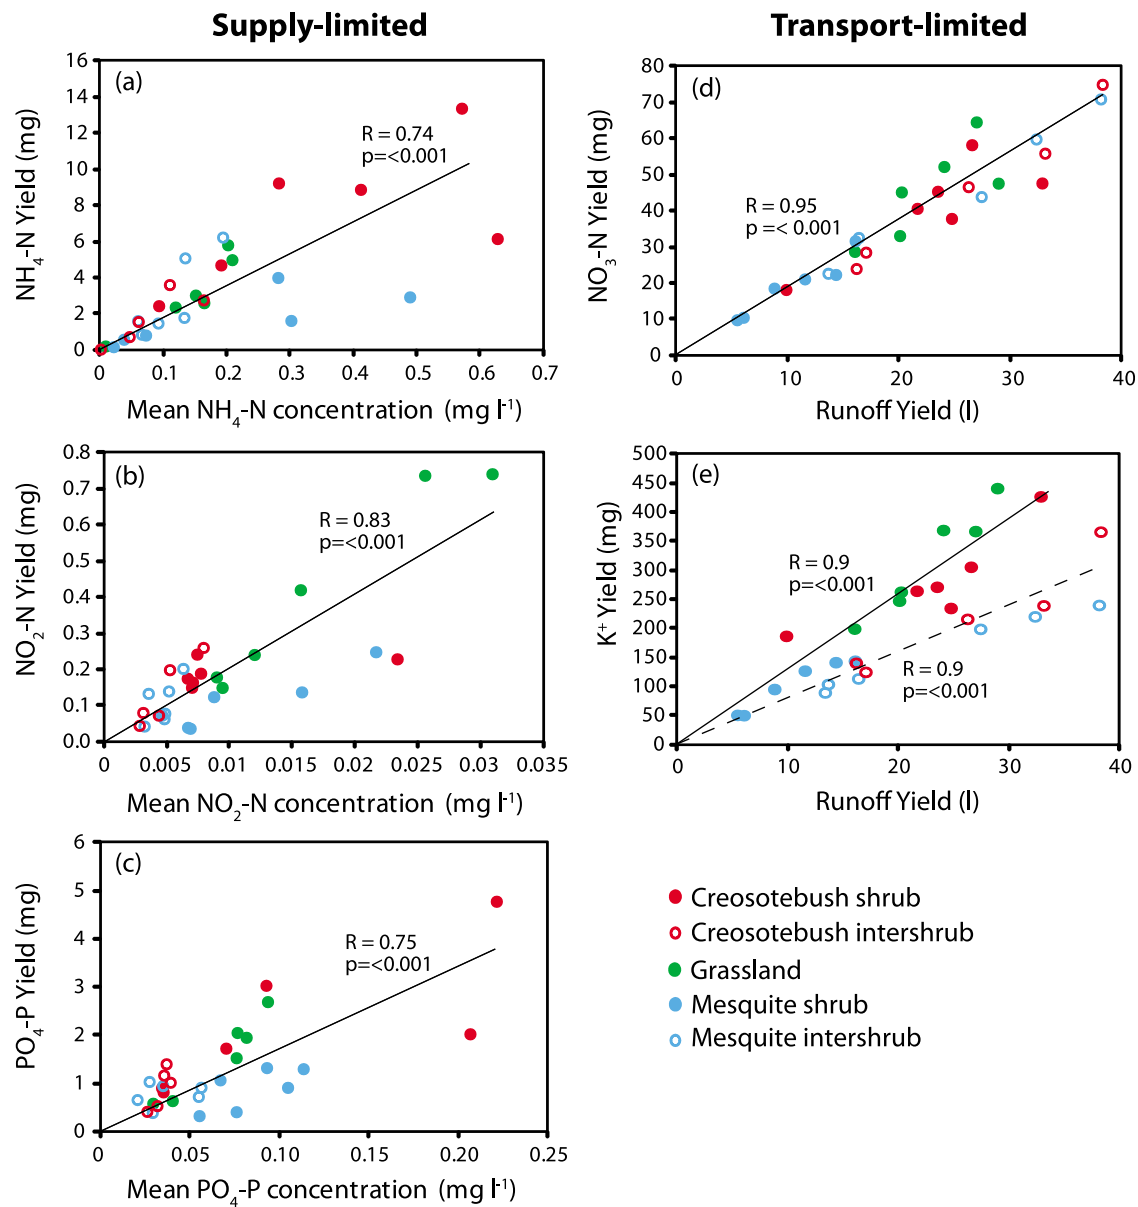 Supply-limited
Transport-limited
(a)
NH4-N Yield (mg)
16
14
12
10
8
6
4
2
0
R = 0.74
p=<0.001
0 0.1 0.2 0.3 0.4 0.5 0.6 0.7
Mean NH4-N concentration (mg l-1)
(d)
NO3-N Yield (mg)
80
70
60
50
40
30
20
10
0
R = 0.95
p =< 0.001
0 10 20 30 40
Runoff Yield (l)
(b)
NO2-N Yield (mg)
0.8
0.7
0.6
0.5
0.4
0.3
0.2
0.1
0.0
R = 0.83
p=<0.001
0 0.005 0.01 0.015 0.02 0.025 0.03 0.035
Mean NO2-N concentration (mg l-1)
(e)
K+ Yield (mg)
500
450
400
350
300
250
200
150
100
50
0
R = 0.9
p=<0.001
R = 0.9
p=<0.001
0 10 20 30 40
Runoff Yield (l)
(c)
PO4-P Yield (mg)
6
5
4
3
2
1
0
R = 0.75
p=<0.001
0 0.05 0.10 0.15 0.20 0.25
Mean PO4-P concentration (mg l-1)
Creosotebush shrub
Creosotebush intershrub
Grassland
Mesquite shrub
Mesquite intershrub